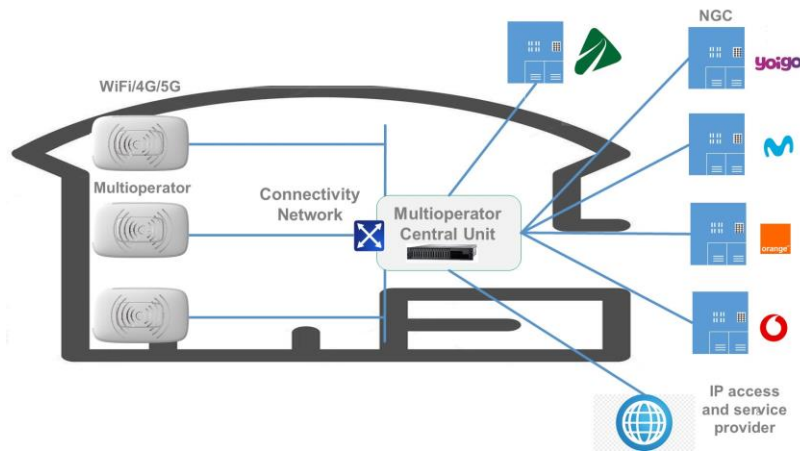 NGC
yoigo
WiFi/4G/5G
Multioperator
Connectivity
Network
Multioperator
Central Unit
orange
IP access
and service
provider